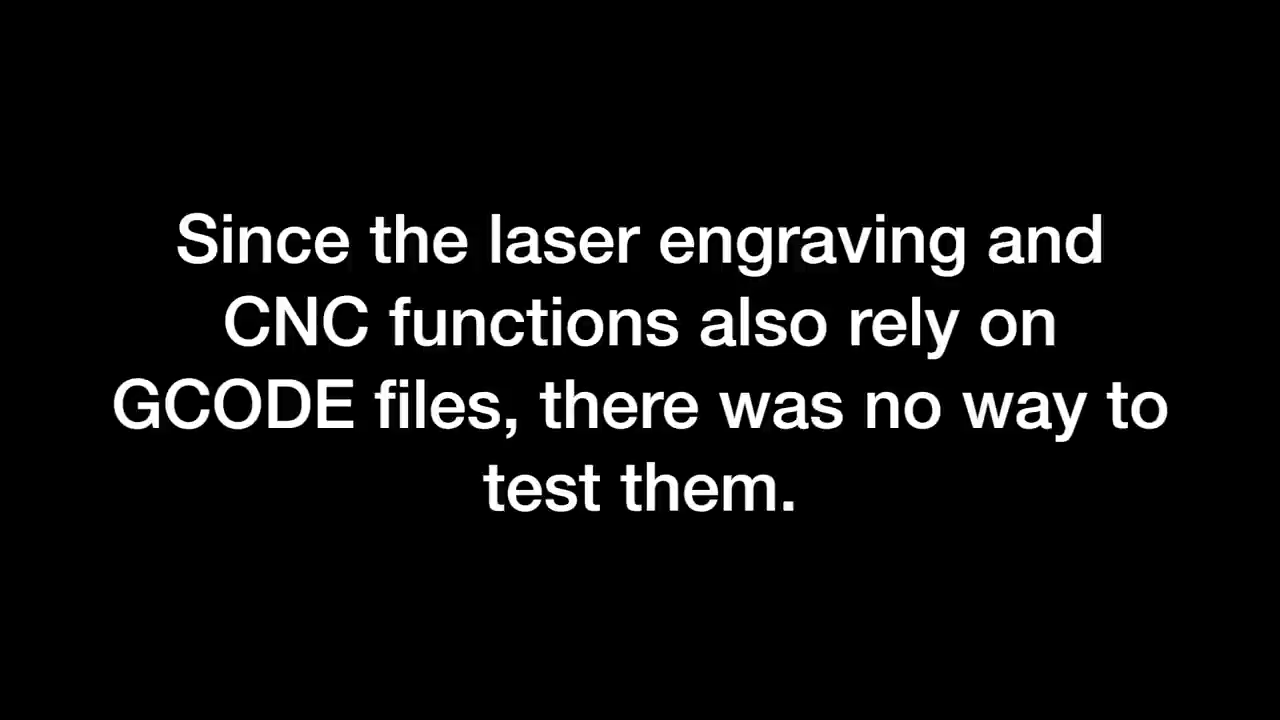 Since the laser engraving and
CNC functions also rely on
GCODE files, there was no way to
test them.